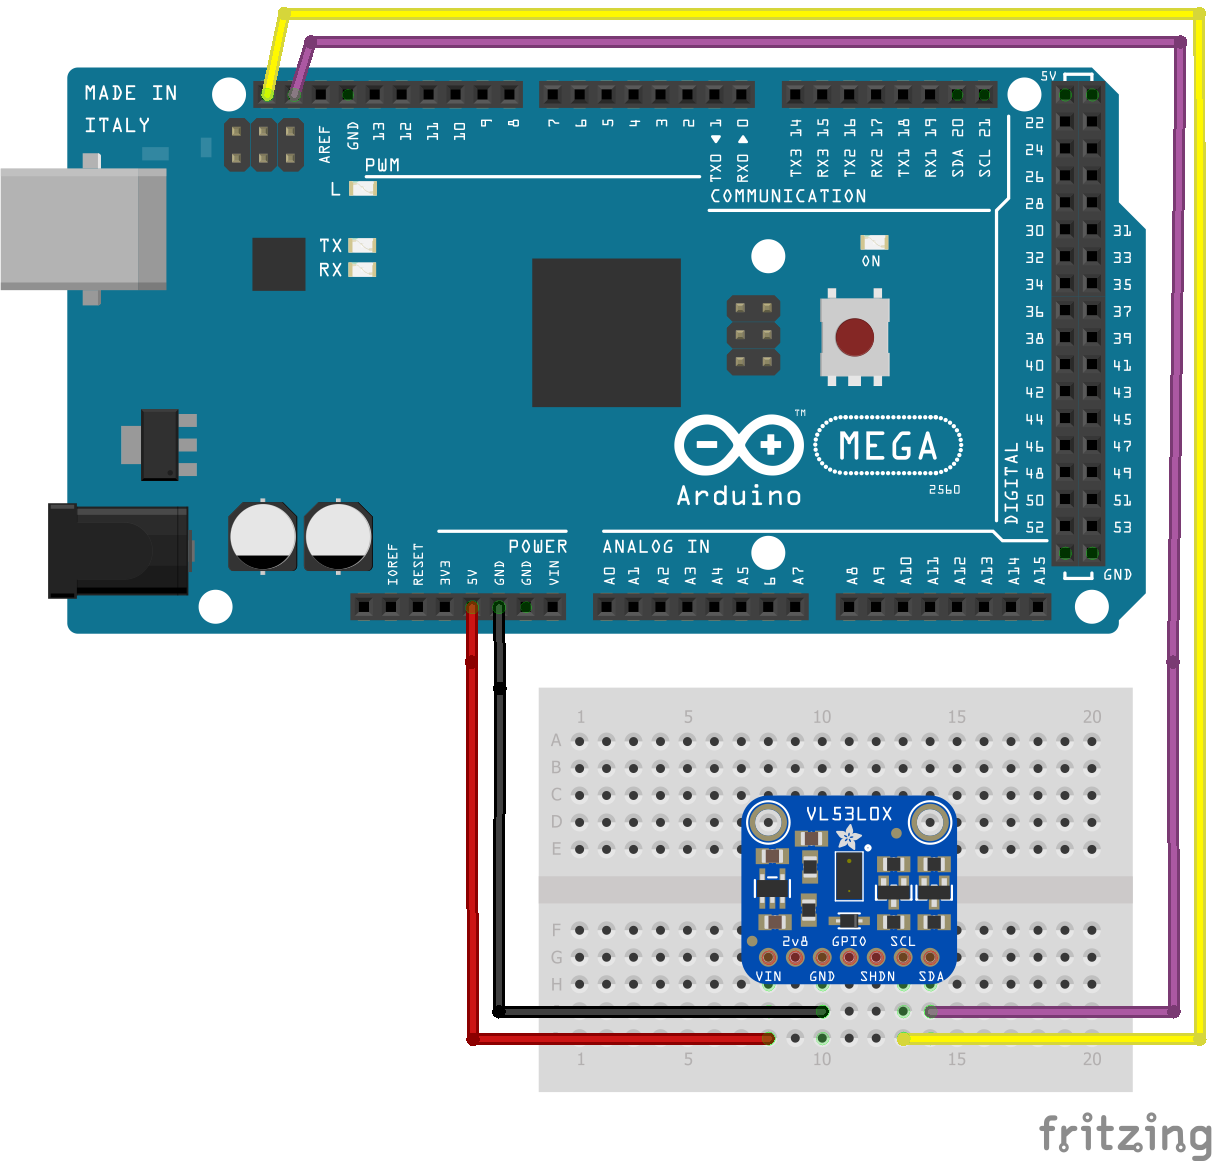 MADE IN
ITALY
AREF
GND
13
12
11
10
9
8
7
6
5
4
3
2
TX0 ▶ 1
RX0 ◀ 0
TX3 14
RX3 15
TX2 16
RX2 17
TX1 18
RX1 19
SDA 20
SCL 21
5V
PWM
COMMUNICATION
L
TX
RX
ON
22
24
26
28
30 31
32 33
34 35
36 37
38 39
40 41
42 43
44 45
46 47
48 49
50 51
52 53
GND
DIGITAL
MEGA
2560
TM
Arduino
POWER
ANALOG IN
IOREF
RESET
3V3
5V
GND
GND
VIN
A0
A1
A2
A3
A4
A5
6
A7
A8
A9
A10
A11
A12
A13
A14
A15
1 5 10 15 20
A
B
C
D
E
F
G
H
VL53L0X
2v8 GPIO SCL
VIN GND SHDN SDA
1 5 10 15 20
fritzing